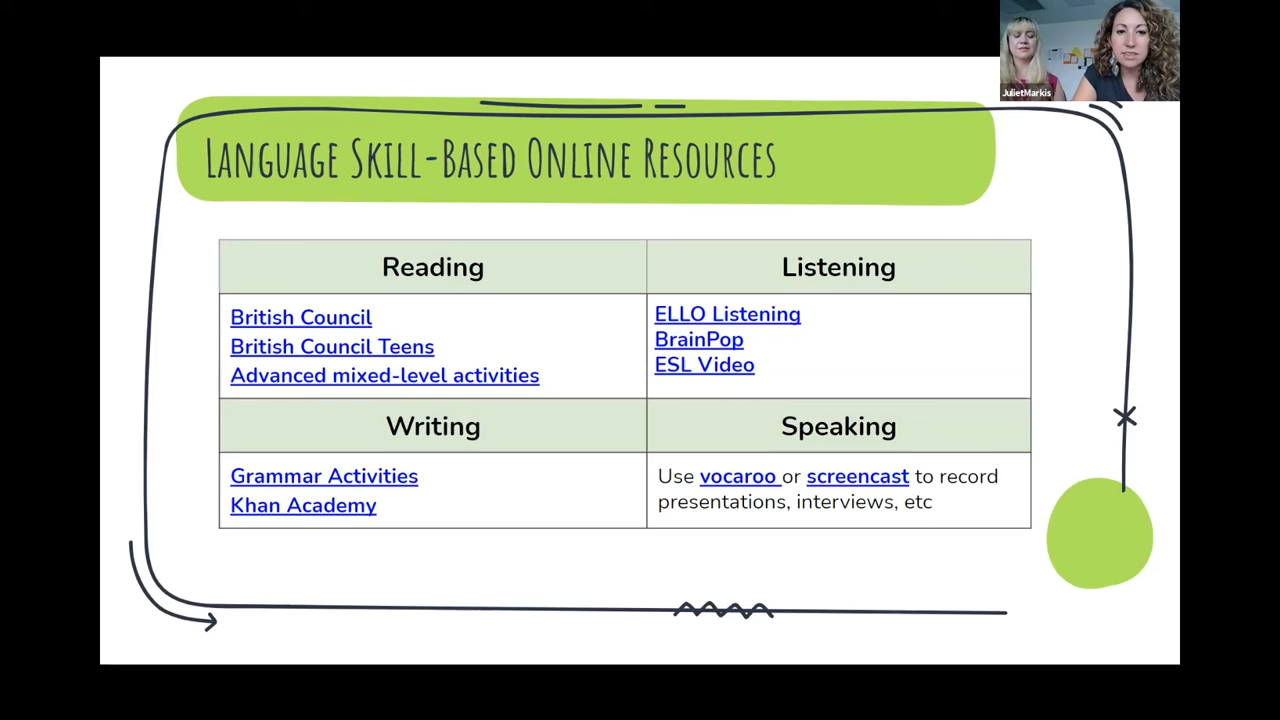 JulietMarkis
Language Skill-Based Online Resources
Reading
Listening
British Council
British Council Teens
Advanced mixed-level activities
ELLO Listening
BrainPop
ESL Video
Writing
Speaking
Grammar Activities
Khan Academy
Use vocaroo or screencast to record
presentations, interviews, etc